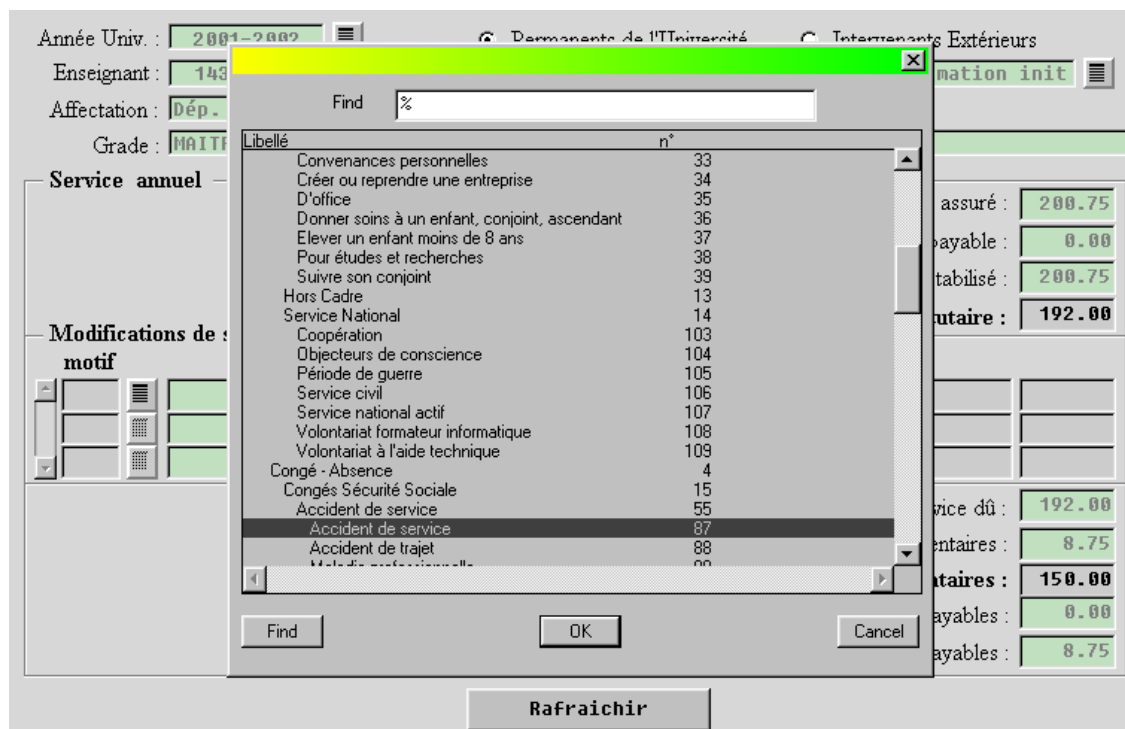 Année Univ. : 2001-2002 Permanents de l'Université Intervenants Extérieurs
Enseignant : 143 mation init
Find %
Affectation : Dép.
Grade : MAITR
Libellé n°
Convenances personnelles 33
Service annuel
Créer ou reprendre une entreprise 34
D'office 35 assuré : 200.75
Donner soins à un enfant, conjoint, ascendant 36
Elever un enfant moins de 8 ans 37 payable : 0.00
Pour études et recherches 38
Suivre son conjoint 39 tabilisé : 200.75
Hors Cadre 13
Service National 14 utaire : 192.00
Modifications de s
Coopération 103
motif
Objecteurs de conscience 104
Période de guerre 105
Service civil 106
Service national actif 107
Volontariat formateur informatique 108
Volontariat à l'aide technique 109
Congé - Absence 4
Congés Sécurité Sociale 15
Accident de service 55 vice dû : 192.00
Accident de service 87
Accident de trajet 88 entaires : 8.75
taires : 150.00
ayables : 0.00
Find OK Cancel
ayables : 8.75
Rafraichir